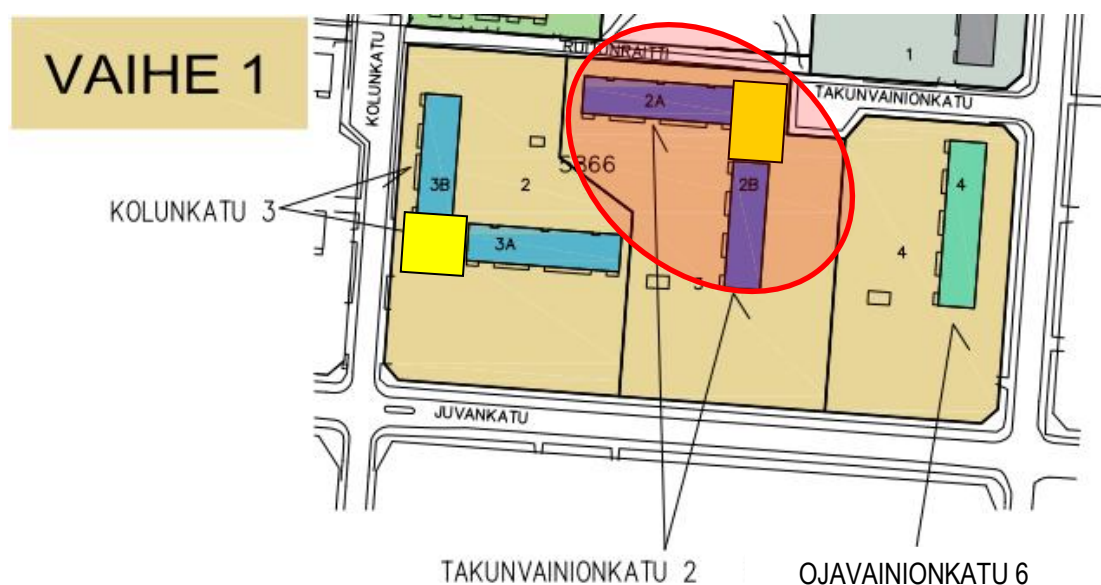 VAIHE 1
KOLUNKATU
RUHUNRAITTI
1
TAKUNVAINIONKATU
2A
5866
3B
2
2B
4
KOLUNKATU 3
3A
4
3
JUVANKATU
TAKUNVAINIONKATU 2
OJAVAINIONKATU 6